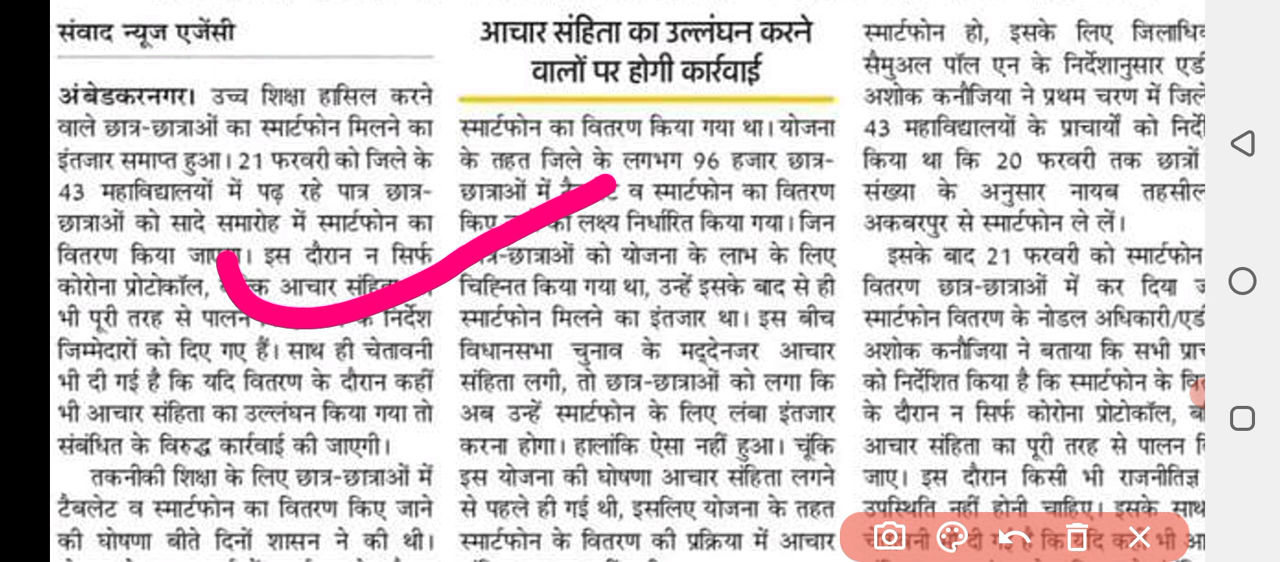 संवाद न्यूज एजेंसी
अंबेडकरनगर। उच्च शिक्षा हासिल करने
वाले छात्र-छात्राओं का स्मार्टफोन मिलने का
इंतजार समाप्त हुआ। 21 फरवरी को जिले के
43 महाविद्यालयों में पढ़ रहे पात्र छात्र-
छात्राओं को सादे समारोह में स्मार्टफोन का
वितरण किया इस दौरान न सिर्फ
कोरोना प्रोटोकॉल, आचार
भी पूरी तरह से पालन निर्देश
जिम्मेदारों को दिए गए हैं। साथ ही चेतावनी
भी दी गई है कि यदि वितरण के दौरान कहीं
भी आचार संहिता का उल्लंघन किया गया तो
संबंधित के विरुद्ध कार्रवाई की जाएगी।
तकनीकी शिक्षा के लिए छात्र-छात्राओं में
टैबलेट व स्मार्टफोन का वितरण किए जाने
की घोषणा बीते दिनों शासन ने की थी।
आचार संहिता का उल्लंघन करने
वालों पर होगी कार्रवाई
स्मार्टफोन का वितरण किया गया था। योजना
के तहत जिले के लगभग 96 हजार छात्र-
छात्राओं में व स्मार्टफोन का वितरण
किए लक्ष्य निर्धारित किया गया। जिन
को योजना के लाभ के लिए
चिह्नित किया गया था, उन्हें इसके बाद से ही
स्मार्टफोन मिलने का इंतजार था। इस बीच
विधानसभा चुनाव के मद्देनजर आचार
संहिता लगी, तो छात्र-छात्राओं को लगा कि
अब उन्हें स्मार्टफोन के लिए लंबा इंतजार
करना होगा। हालांकि ऐसा नहीं हुआ। चूंकि
इस योजना की घोषणा आचार संहिता लगने
से पहले ही गई थी, इसलिए योजना के तहत
स्मार्टफोन के वितरण की प्रक्रिया में आचार
स्मार्टफोन हो, इसके लिए
सैमुअल पॉल एन के निर्देशानुसार
अशोक कनौजिया ने प्रथम चरण में
43 महाविद्यालयों के प्राचार्यों को
किया था कि 20 फरवरी तक छात्रों
संख्या के अनुसार नायब
अकबरपुर से स्मार्टफोन ले लें।
इसके बाद 21 फरवरी को स्मार्टफोन
वितरण छात्र-छात्राओं में कर दिया
स्मार्टफोन वितरण के नोडल
अशोक कनौजिया ने बताया कि सभी
को निर्देशित किया है कि स्मार्टफोन के
के दौरान न सिर्फ कोरोना प्रोटोकॉल,
आचार संहिता का पूरी तरह से पालन
जाए। इस दौरान किसी भी
उपस्थिति नहीं होनी चाहिए। इसके